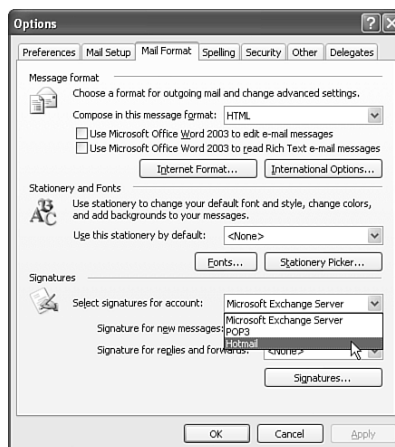 Options
Preferences Mail Setup Mail Format Spelling Security Other Delegates
Message format
Choose a format for outgoing mail and change advanced settings.
Compose in this message format: HTML
Use Microsoft Office Word 2003 to edit e-mail messages
Use Microsoft Office Word 2003 to read Rich Text e-mail messages
Internet Format... International Options...
Stationery and Fonts
Use stationery to change your default font and style, change colors,
and add backgrounds to your messages.
Use this stationery by default: <None>
Fonts... Stationery Picker...
Signatures
Select signatures for account: Microsoft Exchange Server
Microsoft Exchange Server
Signature for new messages: POP3
Hotmail
Signature for replies and forwards: <None>
Signatures...
OK Cancel Apply